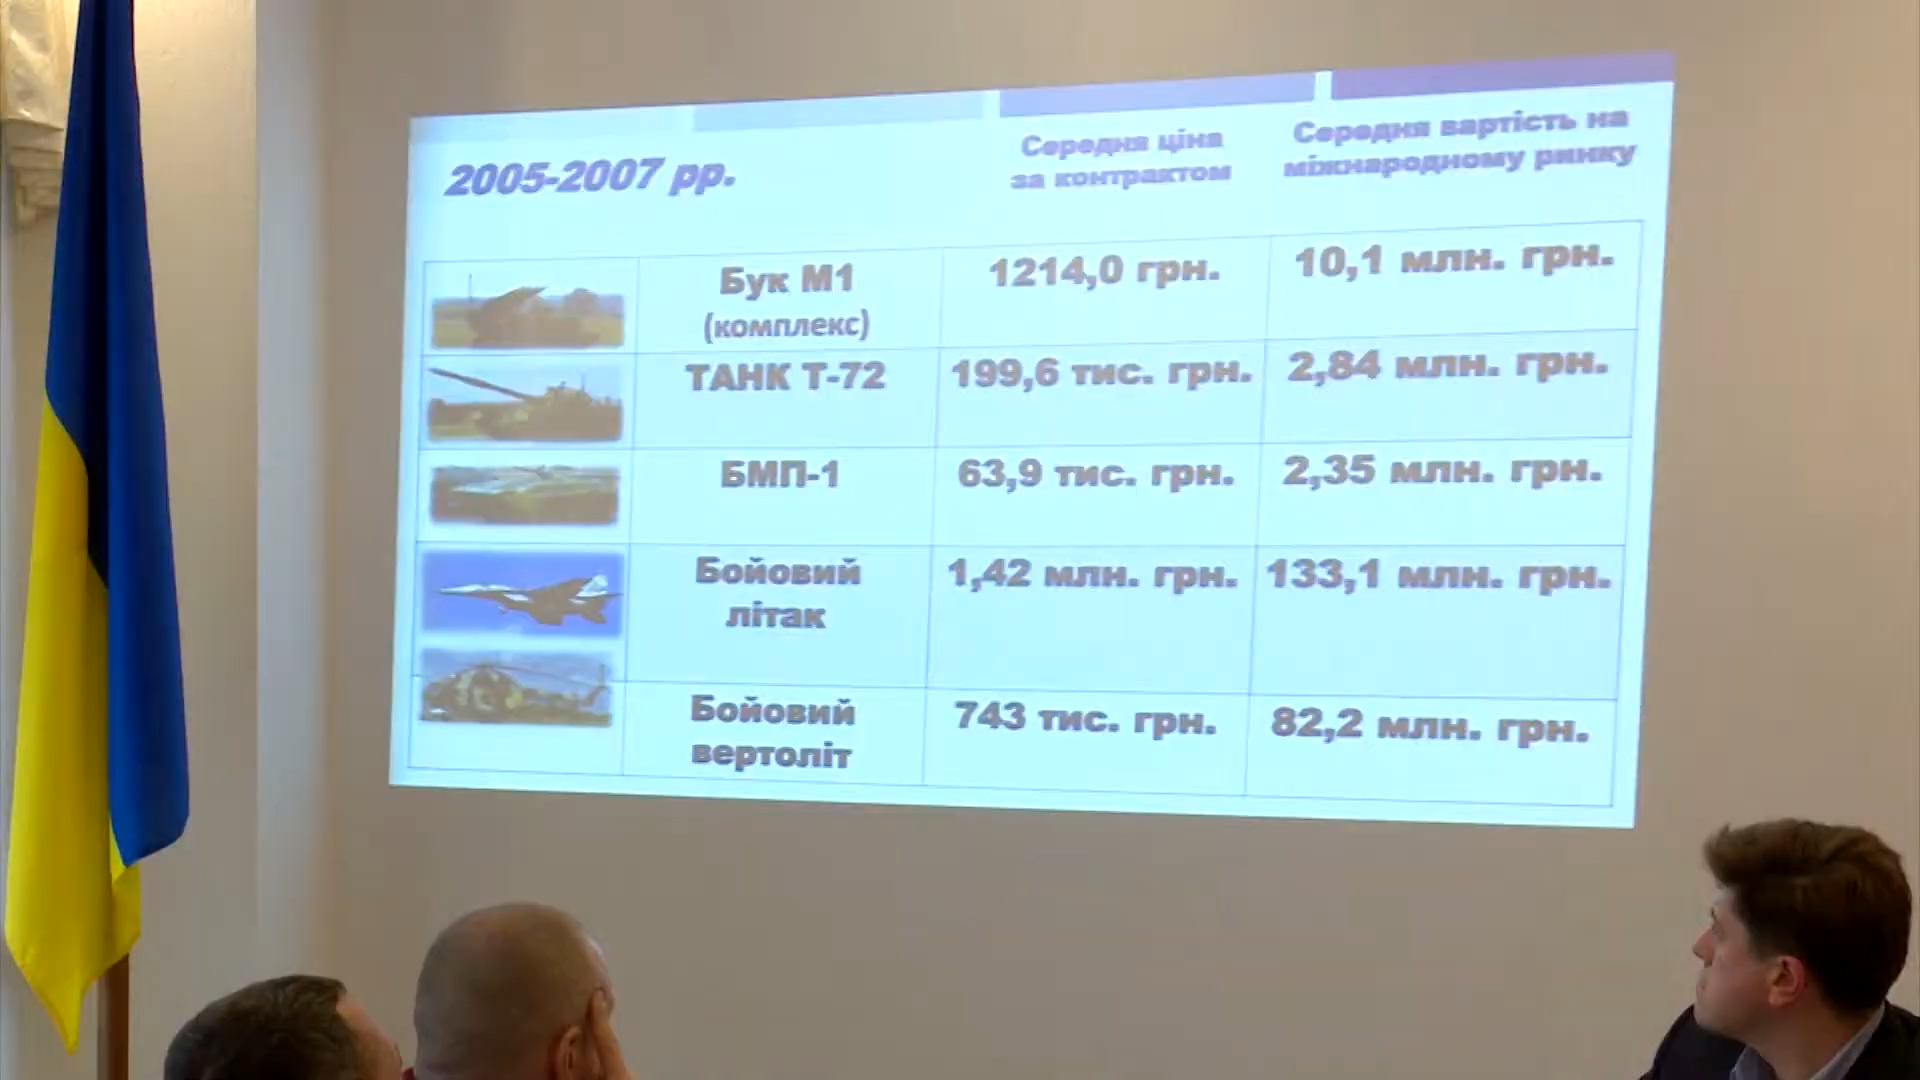 2005-2007 рр.
Середня ціна
за контрактом
Середня вартість на
міжнародному ринку
Бук М1
(комплекс)
1214,0 грн.
10,1 млн. грн.
ТАНК Т-72
199,6 тис. грн.
2,84 млн. грн.
БМП-1
63,9 тис. грн.
2,35 млн. грн.
Бойовий
літак
1,42 млн. грн.
133,1 млн. грн.
Бойовий
вертоліт
743 тис. грн.
82,2 млн. грн.